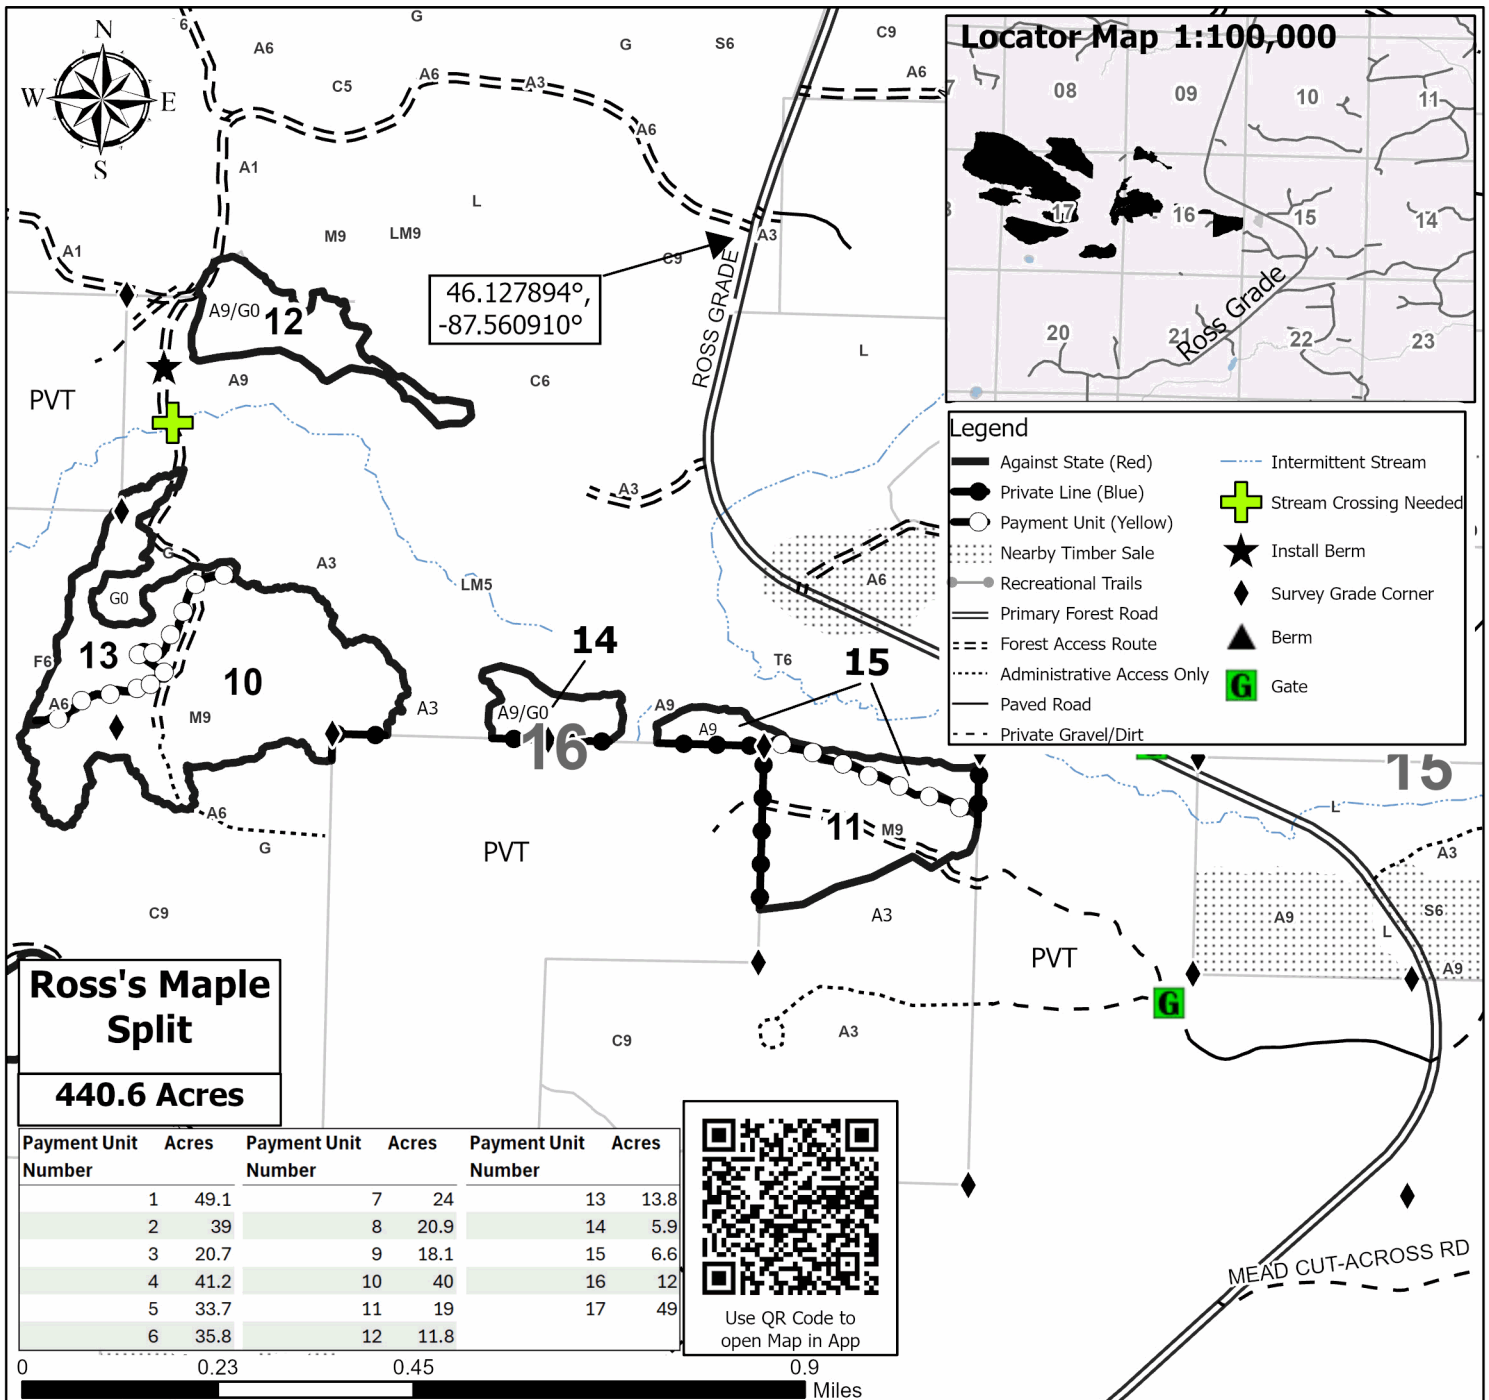 N
W
E
S
6
A6
G
C5
A6
A3
G
S6
C9
A6
A6
A1
L
M9
LM9
A1
C9
A3
46.127894°,
-87.560910°
ROSS GRADE
A9/G0
12
PVT
A9
C6
L
A3
G
A3
LM5
G0
A6
F6
13
10
A6
M9
A3
14
A9/G0
16
T6
15
A9
A9
A6
G
PVT
11
M9
A3
C9
PVT
A3
C9
G
L
15
A3
A9
S6
L
A9
MEAD CUT-ACROSS RD
Locator Map 1:100,000
08
09
10
11
17
16
15
14
20
21
22
23
Ross Grade
Legend
Against State (Red)
Private Line (Blue)
Payment Unit (Yellow)
Nearby Timber Sale
Recreational Trails
Primary Forest Road
Forest Access Route
Administrative Access Only
Paved Road
Private Gravel/Dirt
Intermittent Stream
Stream Crossing Needed
Install Berm
Survey Grade Corner
Berm
G Gate
Ross's Maple
Split
440.6 Acres
Payment Unit Acres Payment Unit Acres Payment Unit Acres
Number Number Number
1 49.1 7 24 13 13.8
2 39 8 20.9 14 5.9
3 20.7 9 18.1 15 6.6
4 41.2 10 40 16 12
5 33.7 11 19 17 49
6 35.8 12 11.8
Use QR Code to
open Map in App
0 0.23 0.45 0.9
Miles